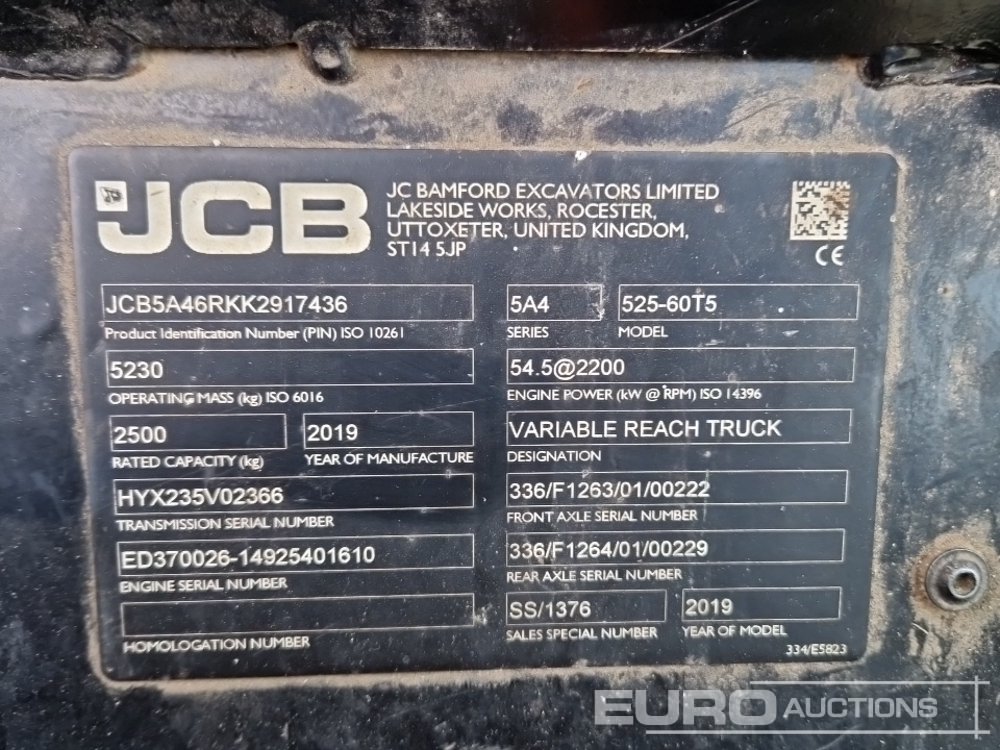 JCB
JC BAMFORD EXCAVATORS LIMITED
LAKESIDE WORKS, ROCESTER,
UTTOXETER, UNITED KINGDOM,
ST14 5JP
CE
JCB5A46RKK2917436
Product Identification Number (PIN) ISO 10261
5A4
SERIES
525-60T5
MODEL
5230
OPERATING MASS (kg) ISO 6016
54.5@2200
ENGINE POWER (kW @ RPM) ISO 14396
2500
RATED CAPACITY (kg)
2019
YEAR OF MANUFACTURE
VARIABLE REACH TRUCK
DESIGNATION
HYX235V02366
TRANSMISSION SERIAL NUMBER
336/F1263/01/00222
FRONT AXLE SERIAL NUMBER
ED370026-14925401610
ENGINE SERIAL NUMBER
336/F1264/01/00229
REAR AXLE SERIAL NUMBER
HOMOLOGATION NUMBER
SS/1376
SALES SPECIAL NUMBER
2019
YEAR OF MODEL
334/E5823
EURO AUCTIONS